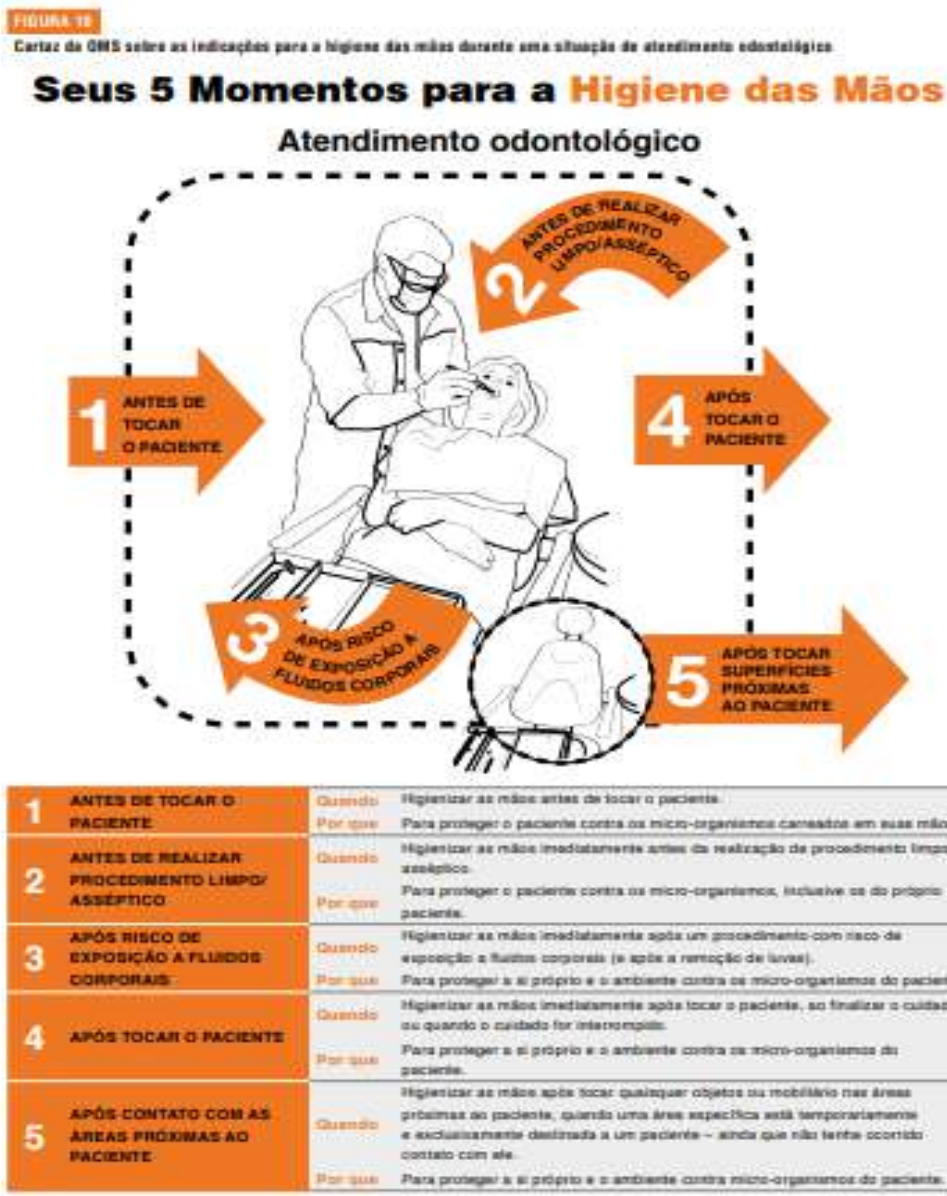 FIGURA 10
Cartaz da OMS sobre as indicações para a higiene das mãos durante uma situação de atendimento odontológico
Seus 5 Momentos para a Higiene das Mãos
Atendimento odontológico
2
ANTES DE REALIZAR
PROCEDIMENTO
LIMPO/ASSÉPTICO
1
ANTES DE
TOCAR
O PACIENTE
4
APÓS
TOCAR O
PACIENTE
3
APÓS RISCO
DE EXPOSIÇÃO A
FLUIDOS CORPORAIS
5
APÓS TOCAR
SUPERFÍCIES
PRÓXIMAS
AO PACIENTE
1
ANTES DE TOCAR O
PACIENTE
Quando Higienizar as mãos antes de tocar o paciente.
Por que Para proteger o paciente contra os micro-organismos carreados em suas mão
2
ANTES DE REALIZAR
PROCEDIMENTO LIMPO/
ASSÉPTICO
Quando Higienizar as mãos imediatamente antes da realização de procedimento limpo
asséptico.
Por que Para proteger o paciente contra os micro-organismos, inclusive os do próprio
paciente.
3
APÓS RISCO DE
EXPOSIÇÃO A FLUIDOS
CORPORAIS
Quando Higienizar as mãos imediatamente após um procedimento com risco de
exposição a fluidos corporais (e após a remoção de luvas).
Por que Para proteger a si próprio e o ambiente contra os micro-organismos do pacien
4
APÓS TOCAR O PACIENTE
Quando Higienizar as mãos imediatamente após tocar o paciente, ao finalizar o cuidad
ou quando o cuidado for interrompido.
Por que Para proteger a si próprio e o ambiente contra os micro-organismos do
paciente.
5
APÓS CONTATO COM AS
ÁREAS PRÓXIMAS AO
PACIENTE
Quando Higienizar as mãos após tocar quaisquer objetos ou mobiliário nas áreas
próximas ao paciente, quando uma área específica está temporariamente
e exclusivamente destinada a um paciente – ainda que não tenha ocorrido
contato com ele.
Por que Para proteger a si próprio e o ambiente contra micro-organismos do paciente.